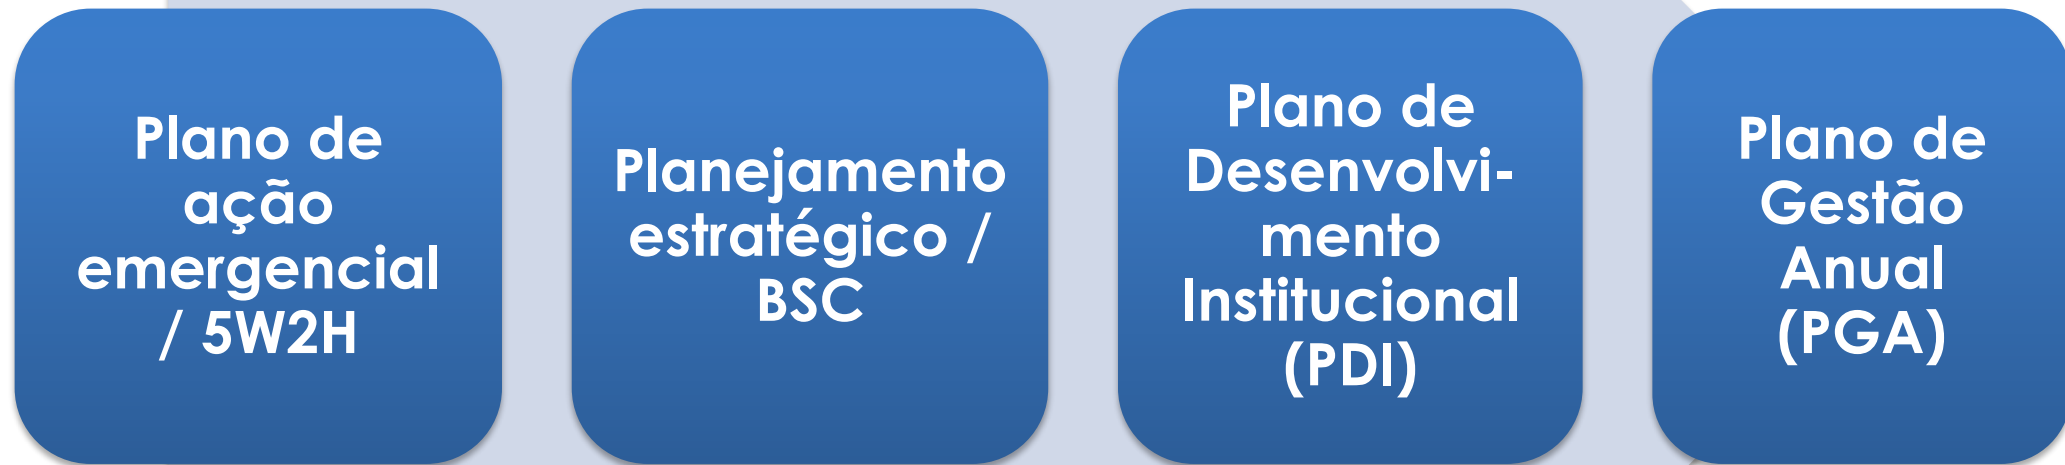 Plano de
ação
emergencial
/ 5W2H
Planejamento
estratégico /
BSC
Plano de
Desenvolvi-
mento
Institucional
(PDI)
Plano de
Gestão
Anual
(PGA)